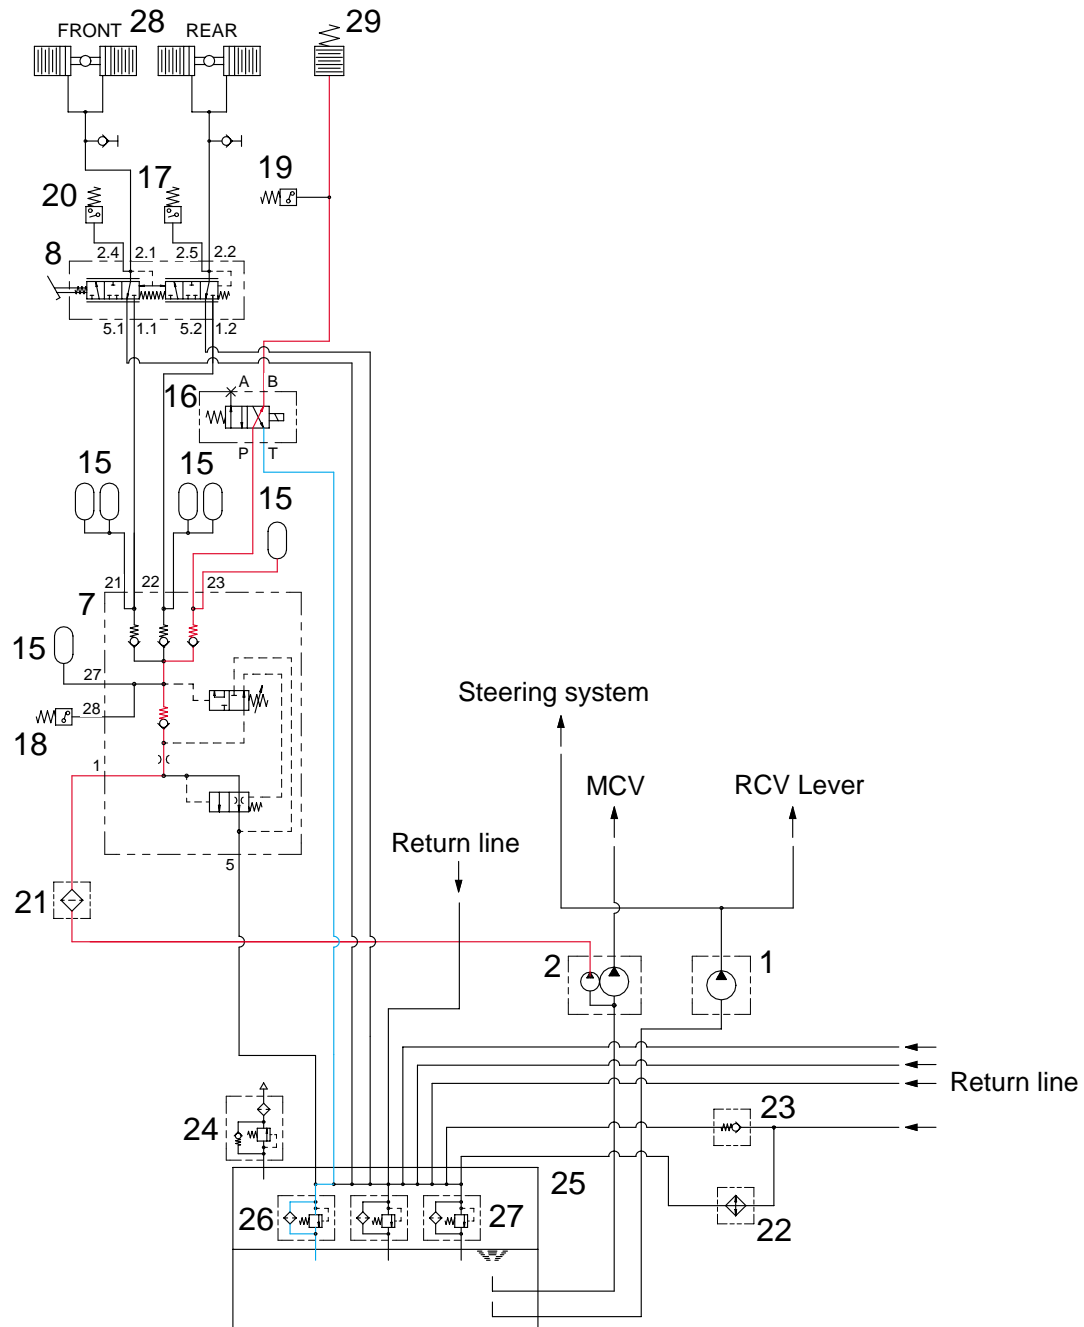 FRONT 28 REAR 29
19
20 17
8 2.4 2.1 2.5 2.2
5.1 1.1 5.2 1.2
A B
16
P T
15 15 15
21 22 23
7
15
27
28
18
1
5
Steering system
MCV RCV Lever
Return line
21
2 1
Return line
23
24
25
26 27 22